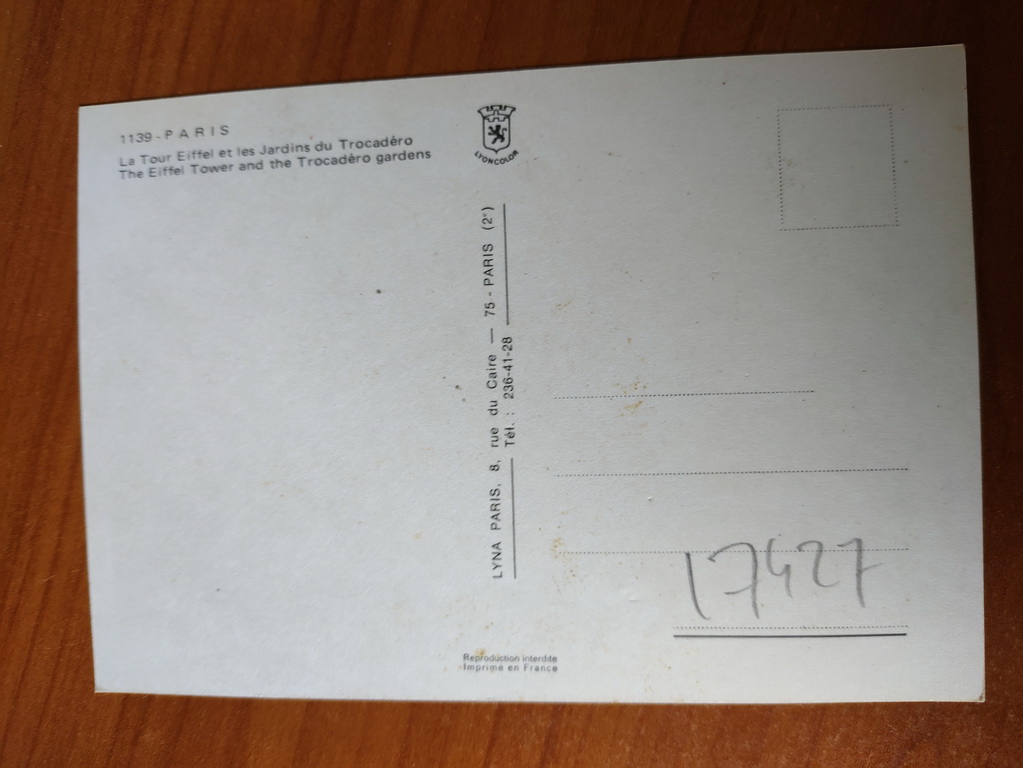 1139 - PARIS
La Tour Eiffel et les Jardins du Trocadéro
The Eiffel Tower and the Trocadéro gardens
LYONCOLOR
LYNA PARIS, 8, rue du Caire — 75 - PARIS (2e)
Tél. : 236-41-28
17427
Reproduction interdite
Imprimé en France